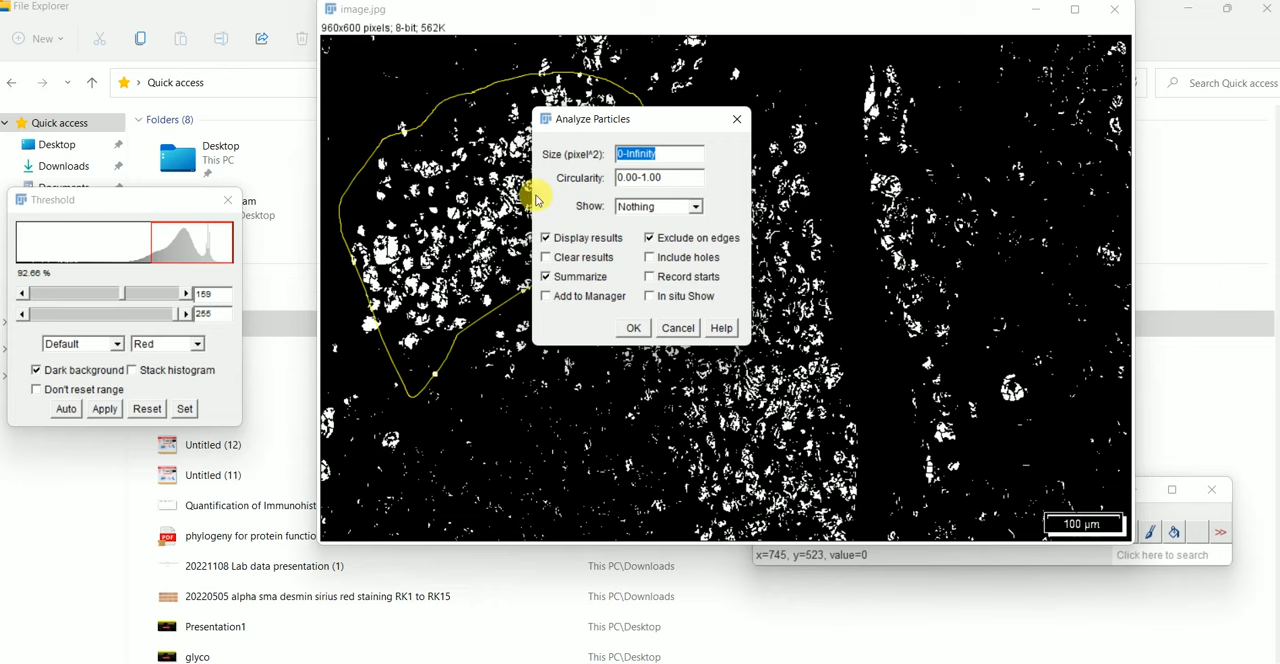 File Explorer
New
Quick access
Search Quick access
Quick access
Desktop
Downloads
Documents
Folders (8)
Desktop
This PC
am
esktop
Threshold
92.66 %
159
255
Default
Red
Dark background
Stack histogram
Don't reset range
Auto
Apply
Reset
Set
image.jpg
960x600 pixels; 8-bit; 562K
Analyze Particles
Size (pixel^2):
0-Infinity
Circularity:
0.00-1.00
Show:
Nothing
Display results
Exclude on edges
Clear results
Include holes
Summarize
Record starts
Add to Manager
In situ Show
OK
Cancel
Help
100 µm
x=745, y=523, value=0
Click here to search
>>
Untitled (12)
Untitled (11)
Quantification of Immunohist
PDF
phylogeny for protein functio
20221108 Lab data presentation (1)
This PC\Downloads
20220505 alpha sma desmin sirius red staining RK1 to RK15
This PC\Downloads
Presentation1
This PC\Desktop
glyco
This PC\Desktop